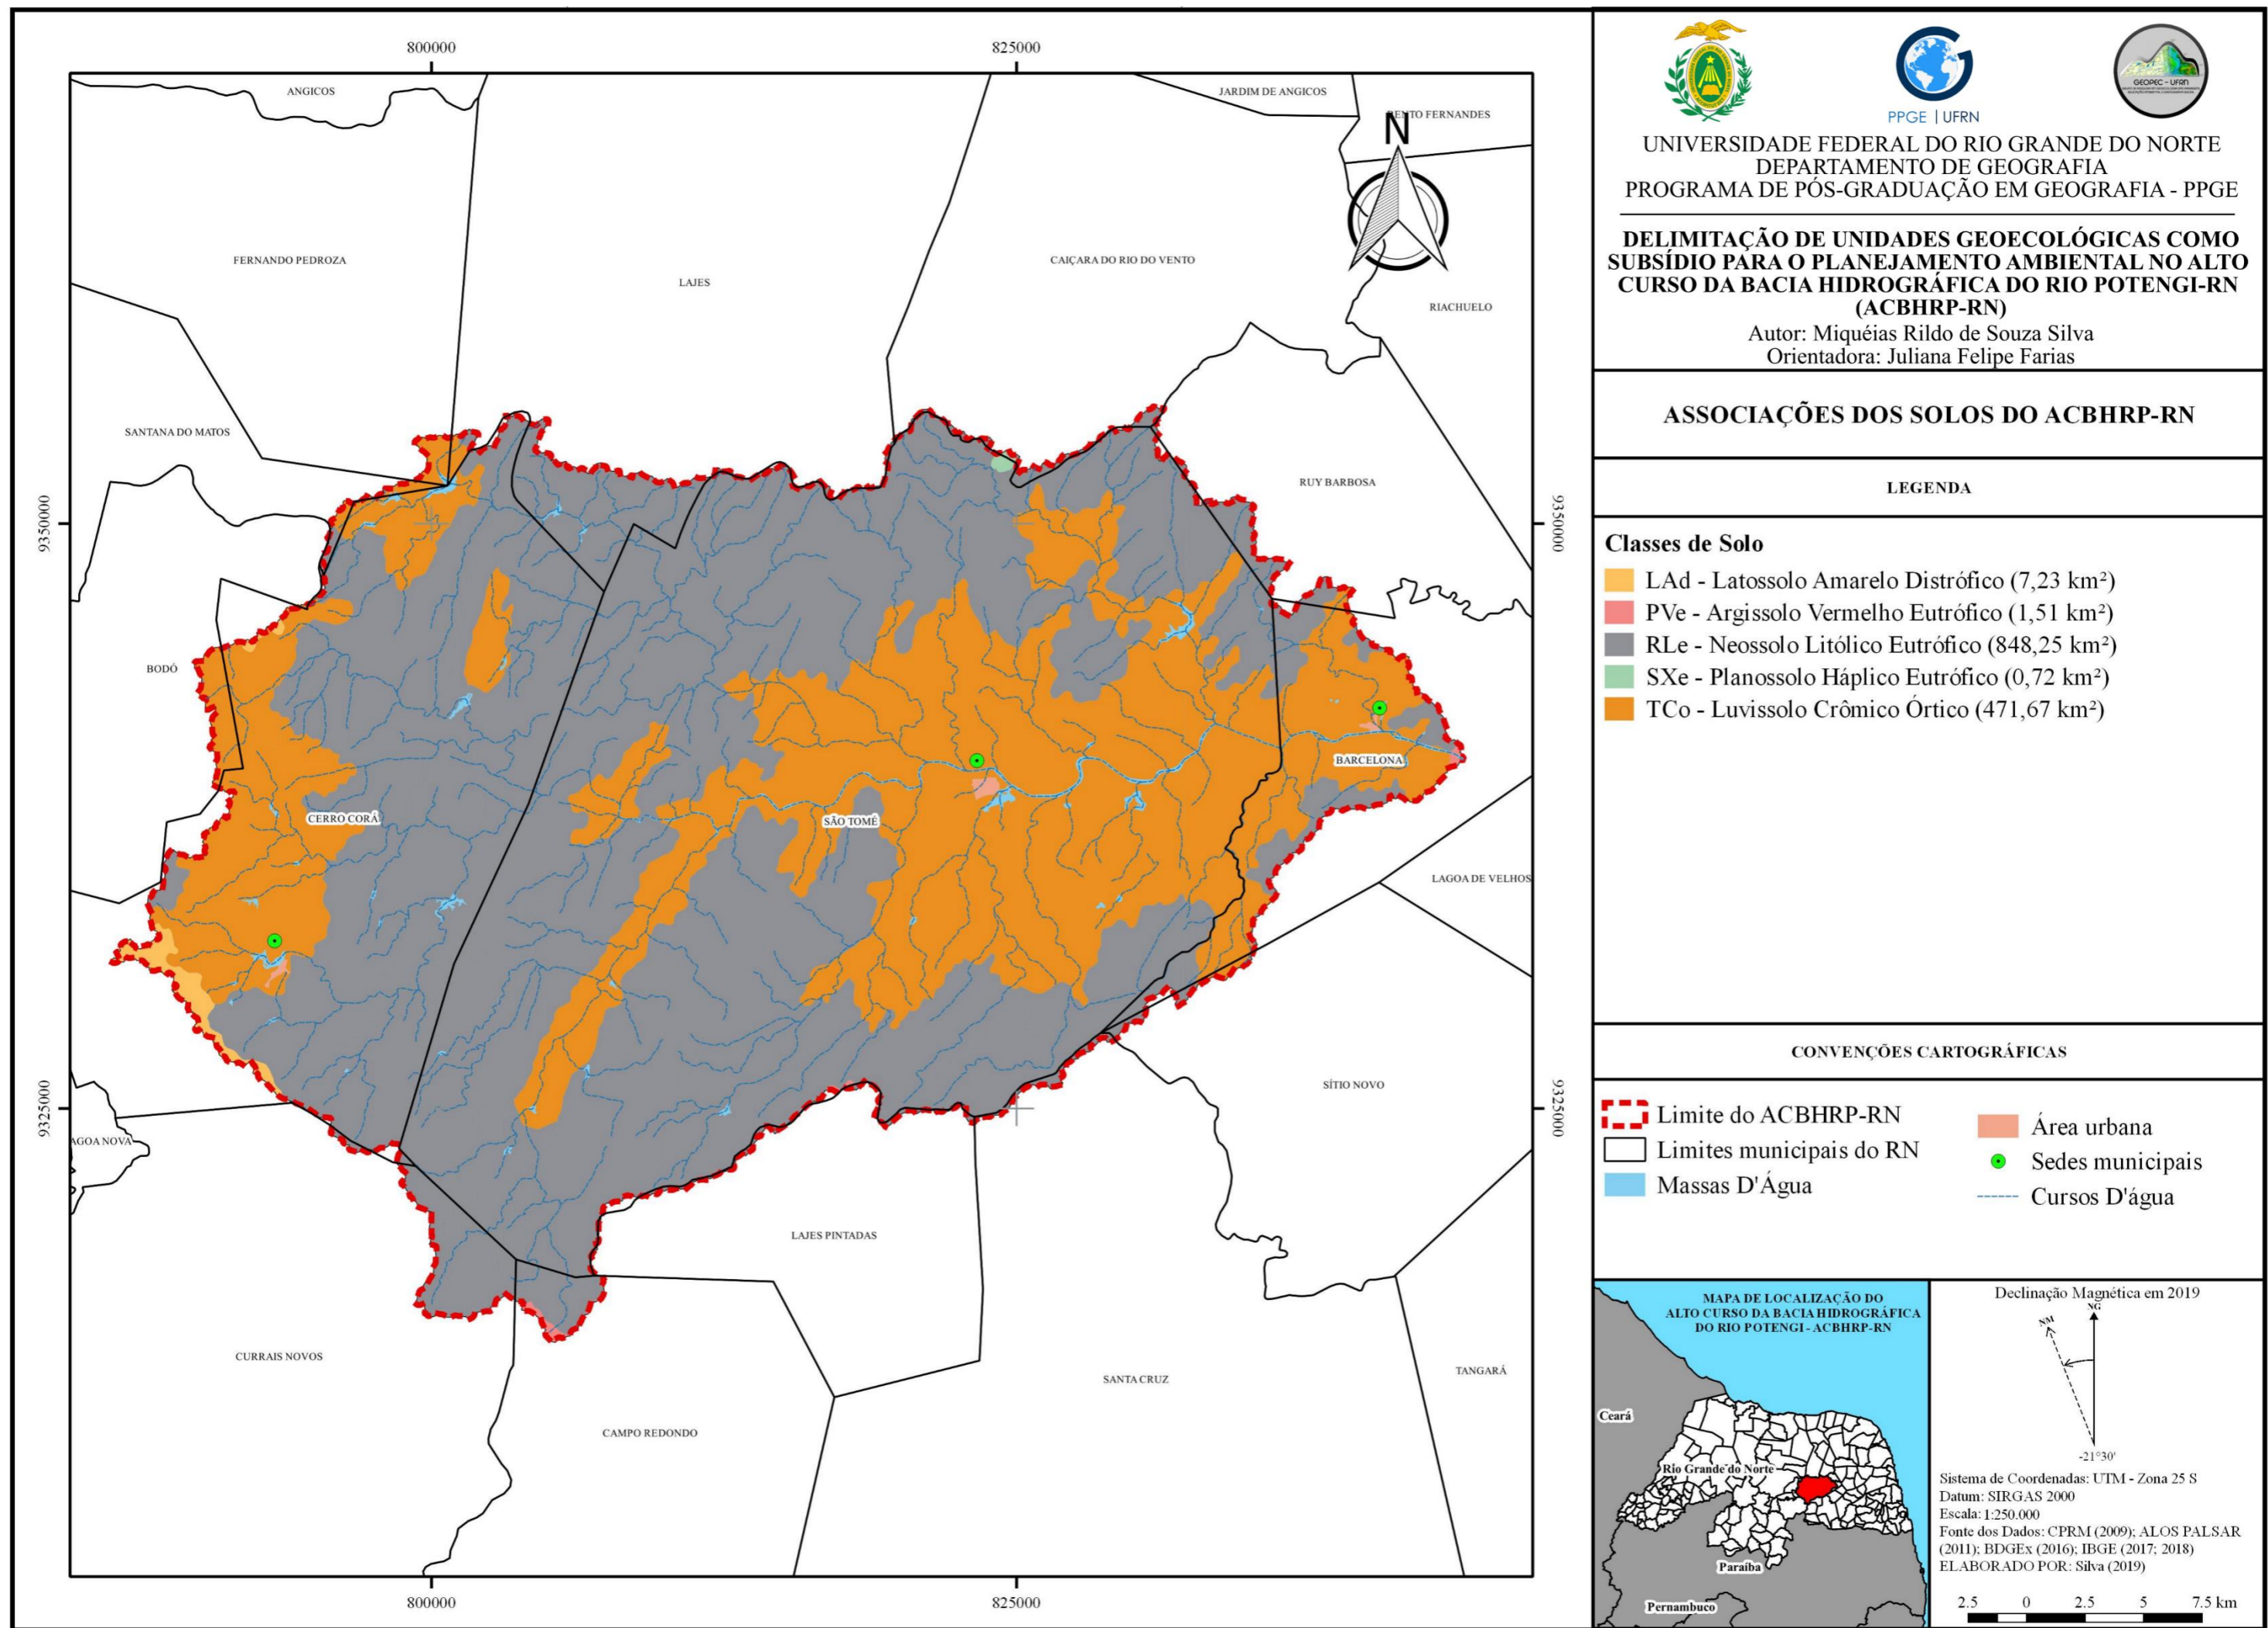 800000
825000
ANGICOS
JARDIM DE ANGICOS
BENTO FERNANDES
N
FERNANDO PEDROZA
LAJES
CAIÇARA DO RIO DO VENTO
RIACHUELO
SANTANA DO MATOS
RUY BARBOSA
9350000
9350000
BODÓ
BARCELONA
CERRO CORÁ
SÃO TOMÉ
LAGOA DE VELHOS
9325000
9325000
SÍTIO NOVO
AGOA NOVA
LAJES PINTADAS
CURRAIS NOVOS
SANTA CRUZ
TANGARÁ
CAMPO REDONDO
800000
825000
PPGE | UFRN
GEOPEC - UFRN
UNIVERSIDADE FEDERAL DO RIO GRANDE DO NORTE
DEPARTAMENTO DE GEOGRAFIA
PROGRAMA DE PÓS-GRADUAÇÃO EM GEOGRAFIA - PPGE
DELIMITAÇÃO DE UNIDADES GEOECOLÓGICAS COMO
SUBSÍDIO PARA O PLANEJAMENTO AMBIENTAL NO ALTO
CURSO DA BACIA HIDROGRÁFICA DO RIO POTENGI-RN
(ACBHRP-RN)
Autor: Miquéias Rildo de Souza Silva
Orientadora: Juliana Felipe Farias
ASSOCIAÇÕES DOS SOLOS DO ACBHRP-RN
LEGENDA
Classes de Solo
LAd - Latossolo Amarelo Distrófico (7,23 km²)
PVe - Argissolo Vermelho Eutrófico (1,51 km²)
RLe - Neossolo Litólico Eutrófico (848,25 km²)
SXe - Planossolo Háplico Eutrófico (0,72 km²)
TCo - Luvissolo Crômico Órtico (471,67 km²)
CONVENÇÕES CARTOGRÁFICAS
Limite do ACBHRP-RN
Limites municipais do RN
Massas D'Água
Área urbana
Sedes municipais
Cursos D'água
MAPA DE LOCALIZAÇÃO DO
ALTO CURSO DA BACIA HIDROGRÁFICA
DO RIO POTENGI - ACBHRP-RN
Ceará
Rio Grande do Norte
Paraíba
Pernambuco
Declinação Magnética em 2019
NG
NM
-21°30'
Sistema de Coordenadas: UTM - Zona 25 S
Datum: SIRGAS 2000
Escala: 1:250.000
Fonte dos Dados: CPRM (2009); ALOS PALSAR
(2011); BDGEx (2016); IBGE (2017; 2018)
ELABORADO POR: Silva (2019)
2.5 0 2.5 5 7.5 km